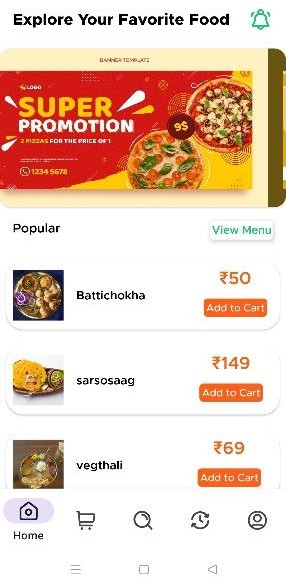 Explore Your Favorite Food
BANNER TEMPLATE
LOGO
SUPER
PROMOTION
2 PIZZAS FOR THE PRICE OF 1
9$
1234 5678
Popular
View Menu
₹50
Battichokha
Add to Cart
₹149
sarsosaag
Add to Cart
₹69
vegthali
Add to Cart
Home